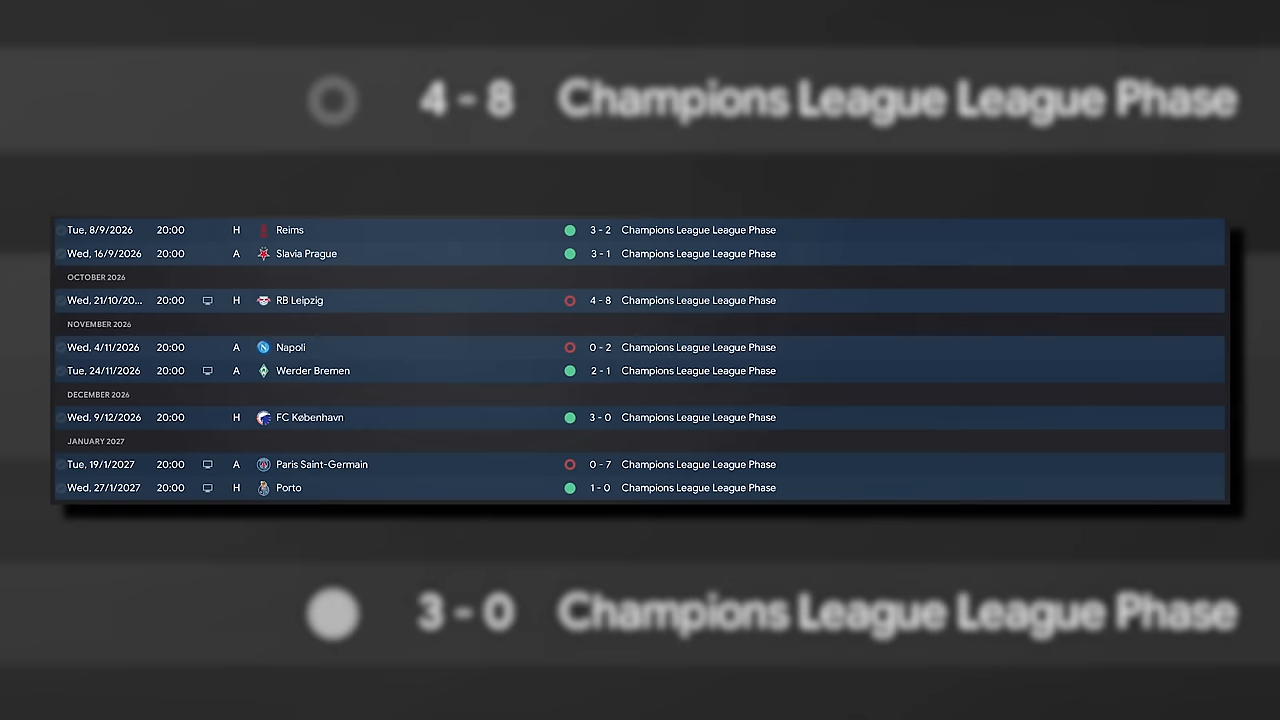 4 - 8 Champions League League Phase
Tue, 8/9/2026 20:00 H Reims 3 - 2 Champions League League Phase
Wed, 16/9/2026 20:00 A Slavia Prague 3 - 1 Champions League League Phase
OCTOBER 2026
Wed, 21/10/20... 20:00 H RB Leipzig 4 - 8 Champions League League Phase
NOVEMBER 2026
Wed, 4/11/2026 20:00 A Napoli 0 - 2 Champions League League Phase
Tue, 24/11/2026 20:00 A Werder Bremen 2 - 1 Champions League League Phase
DECEMBER 2026
Wed, 9/12/2026 20:00 H FC København 3 - 0 Champions League League Phase
JANUARY 2027
Tue, 19/1/2027 20:00 A Paris Saint-Germain 0 - 7 Champions League League Phase
Wed, 27/1/2027 20:00 H Porto 1 - 0 Champions League League Phase
3 - 0 Champions League League Phase